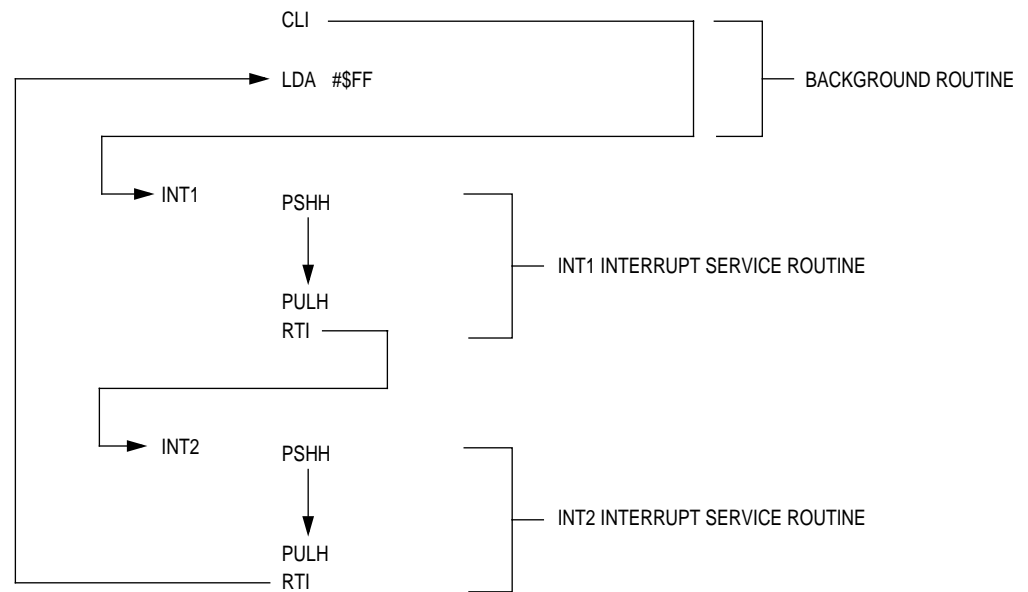 CLI
LDA #$FF
BACKGROUND ROUTINE
INT1
PSHH
INT1 INTERRUPT SERVICE ROUTINE
PULH
RTI
INT2
PSHH
INT2 INTERRUPT SERVICE ROUTINE
PULH
RTI